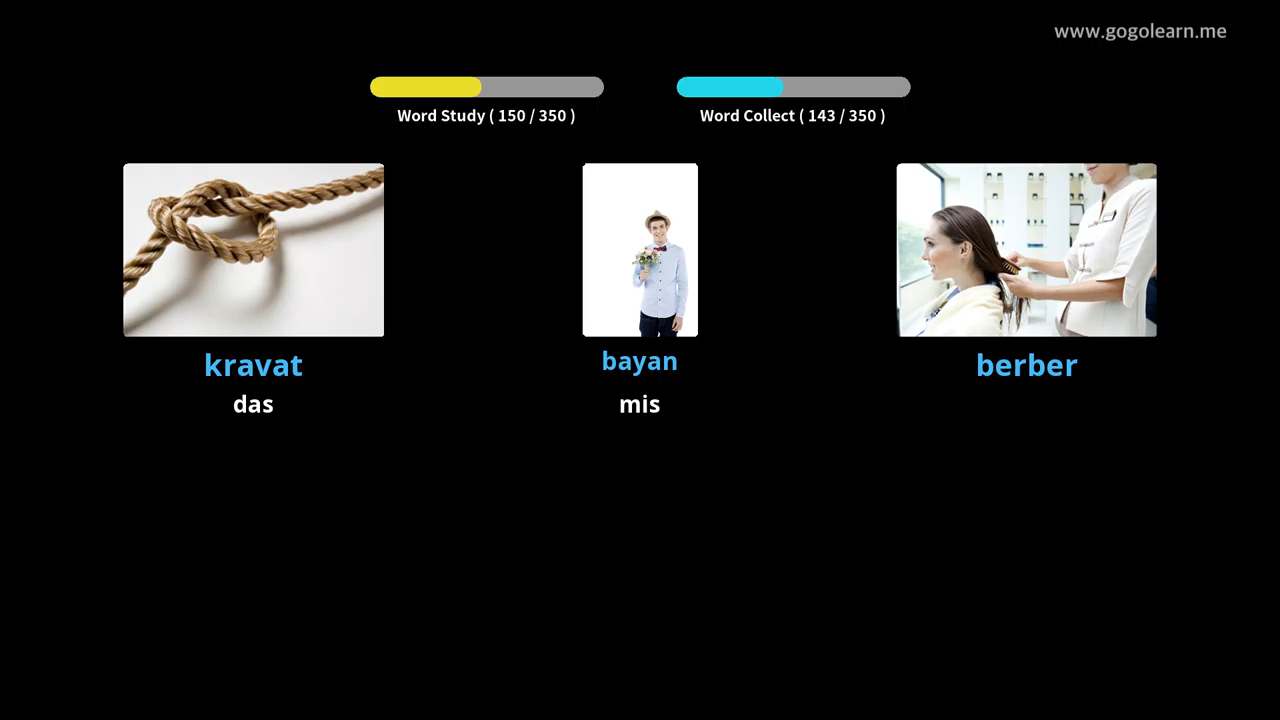 www.gogolearn.me
Word Study ( 150 / 350 )
Word Collect ( 143 / 350 )
kravat
das
bayan
mis
berber